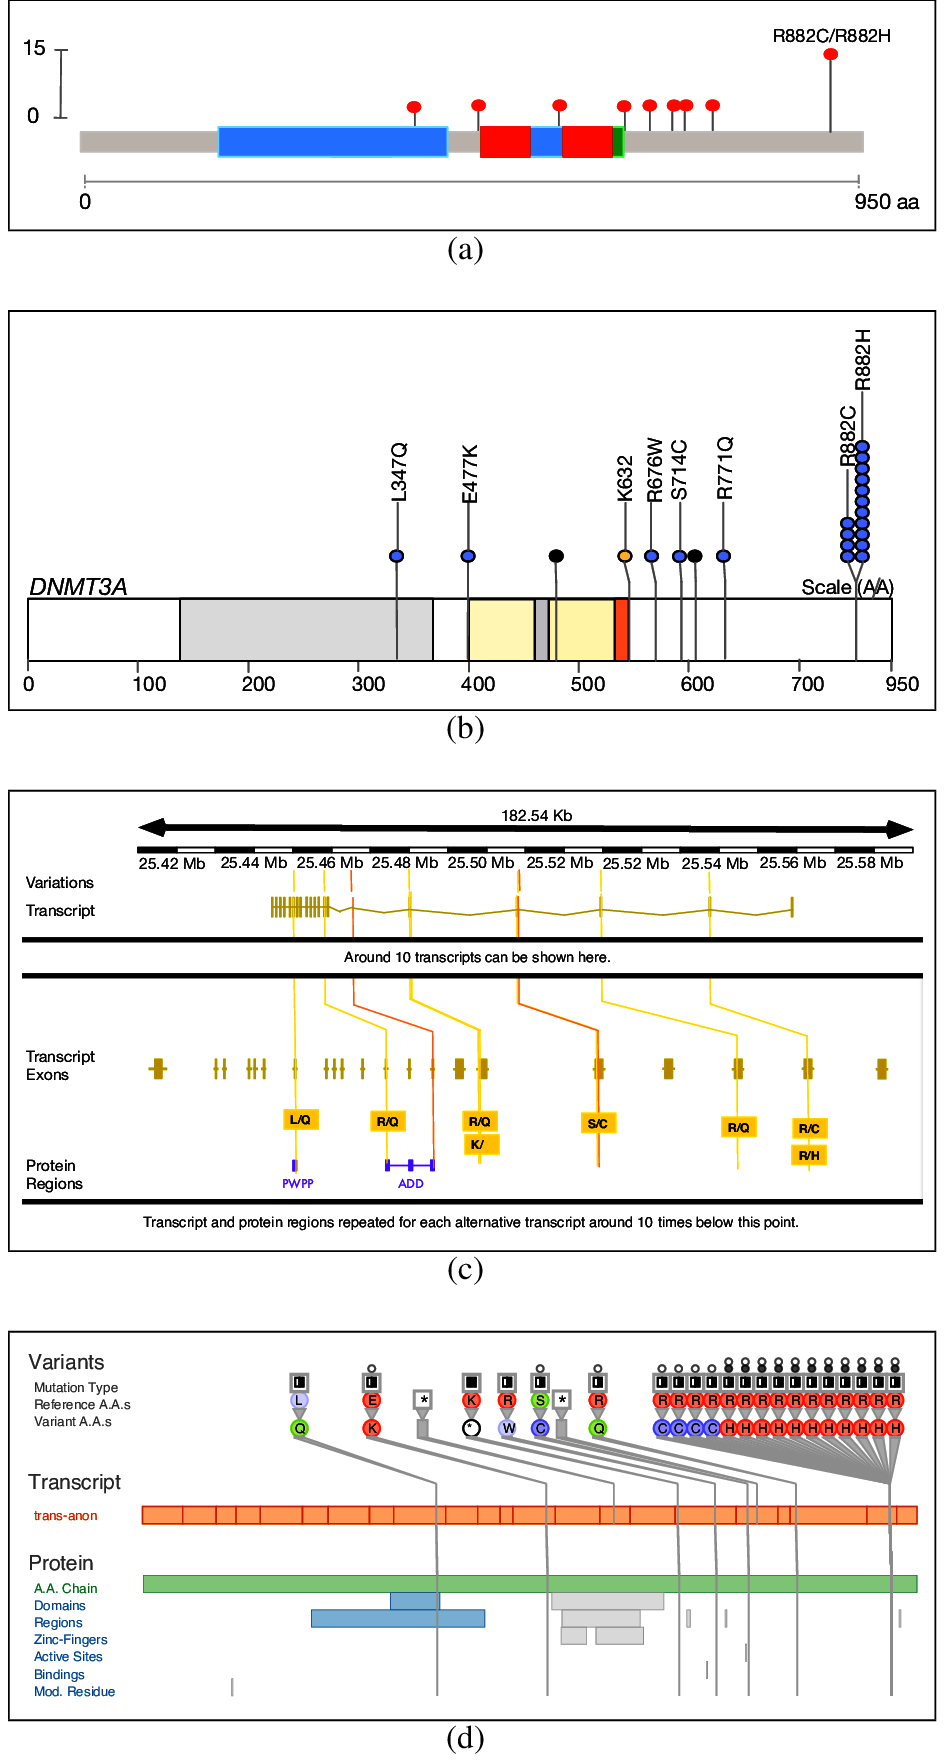 R882C/R882H
15
0
0
950 aa
(a)
L347Q
E477K
K632
R676W
S714C
R771Q
R882C
R882H
DNMT3A
Scale (AA)
0 100 200 300 400 500 600 700 950
(b)
182.54 Kb
25.42 Mb 25.44 Mb 25.46 Mb 25.48 Mb 25.50 Mb 25.52 Mb 25.52 Mb 25.54 Mb 25.56 Mb 25.58 Mb
Variations
Transcript
Around 10 transcripts can be shown here.
Transcript
Exons
L/Q R/Q R/Q S/C R/Q R/C
K/ R/H
Protein
Regions
PWPP ADD
Transcript and protein regions repeated for each alternative transcript around 10 times below this point.
(c)
Variants
Mutation Type
Reference A.A.s
L E * K R S * R R R R R R R R R R R R R R R R
Variant A.A.s
Q K * W C Q C C C C H H H H H H H H H H H
Transcript
trans-anon
Protein
A.A. Chain
Domains
Regions
Zinc-Fingers
Active Sites
Bindings
Mod. Residue
(d)